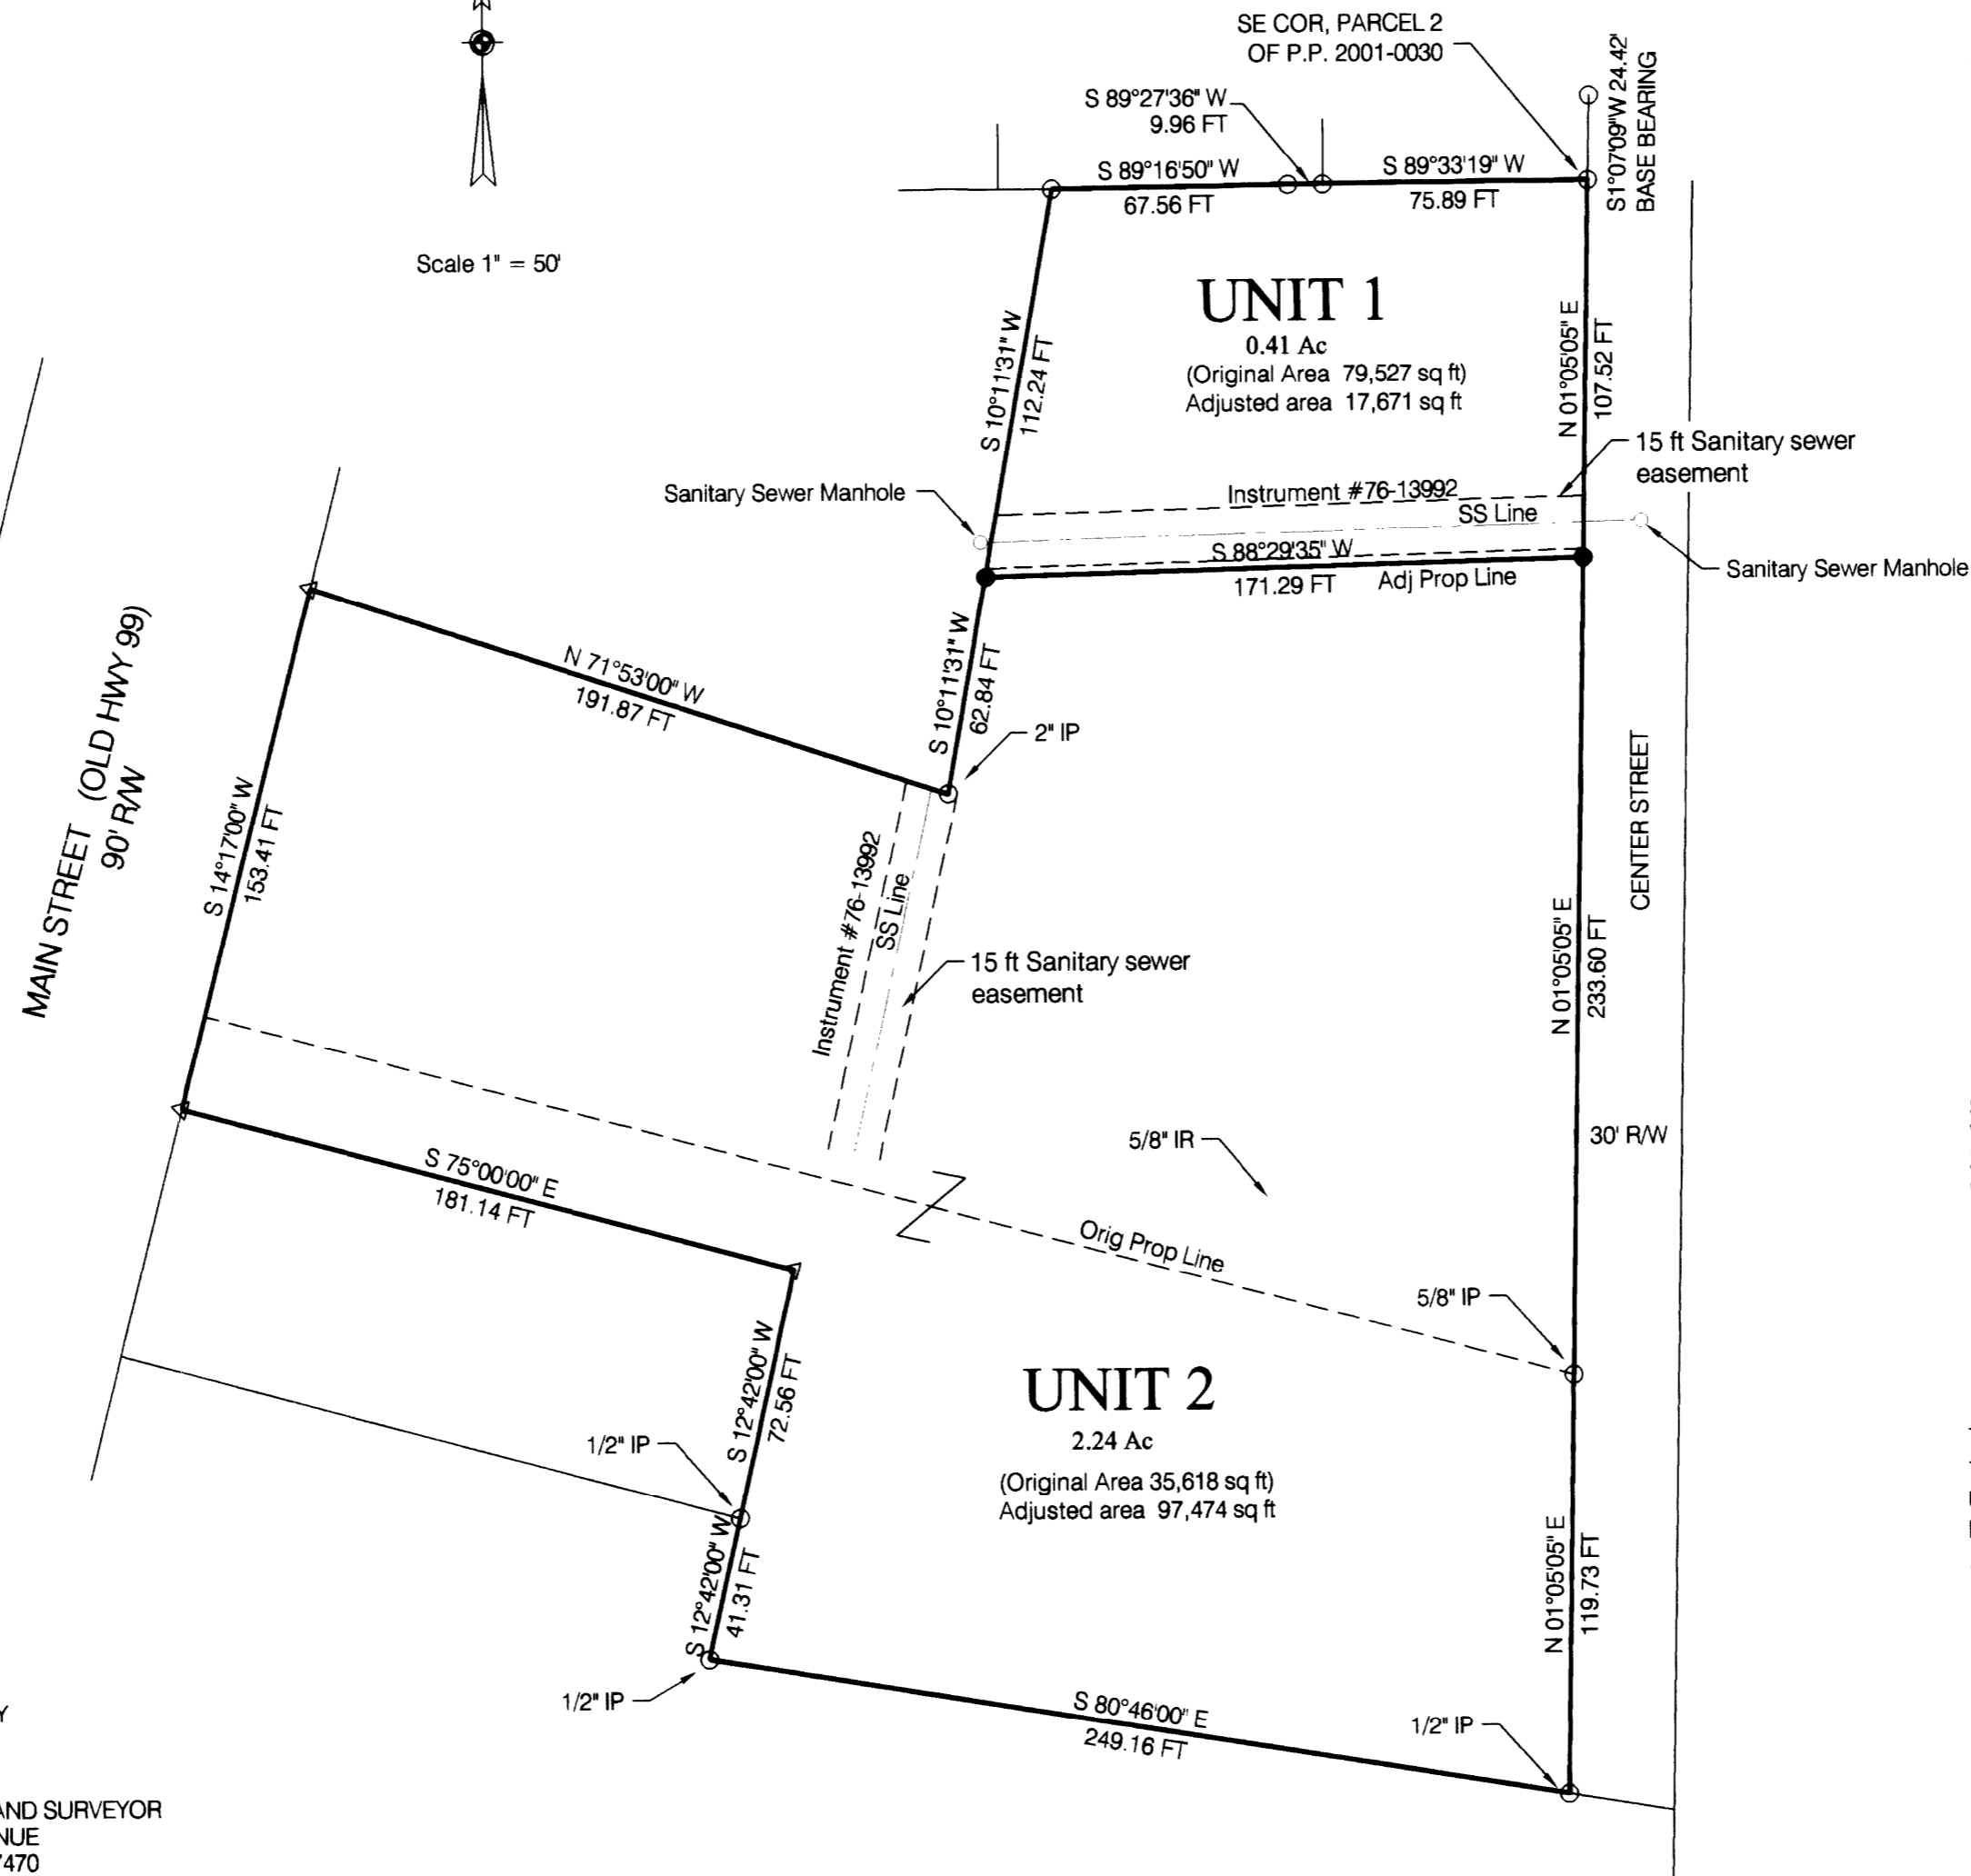 SE COR, PARCEL 2
OF P.P. 2001-0030
S1°07'09"W 24.42'
BASE BEARING
S 89°27'36" W
9.96 FT
S 89°16'50" W
67.56 FT
S 89°33'19" W
75.89 FT
Scale 1" = 50'
UNIT 1
0.41 Ac
(Original Area 79,527 sq ft)
Adjusted area 17,671 sq ft
S 10°11'31" W
112.24 FT
N 01°05'05" E
107.52 FT
15 ft Sanitary sewer
easement
Sanitary Sewer Manhole
Instrument #76-13992
SS Line
S 88°29'35" W
171.29 FT
Adj Prop Line
Sanitary Sewer Manhole
MAIN STREET (OLD HWY 99)
90' R/W
N 71°53'00" W
191.87 FT
S 10°11'31" W
62.84 FT
2" IP
S 14°17'00" W
153.41 FT
Instrument #76-13992
SS Line
15 ft Sanitary sewer
easement
CENTER STREET
N 01°05'05" E
233.60 FT
30' R/W
5/8" IR
S 75°00'00" E
181.14 FT
Orig Prop Line
5/8" IP
S 12°42'00" W
72.56 FT
UNIT 2
2.24 Ac
(Original Area 35,618 sq ft)
Adjusted area 97,474 sq ft
1/2" IP
S 12°42'00" W
41.31 FT
N 01°05'05" E
119.73 FT
1/2" IP
S 80°46'00" E
249.16 FT
1/2" IP
AND SURVEYOR
NUE
7470